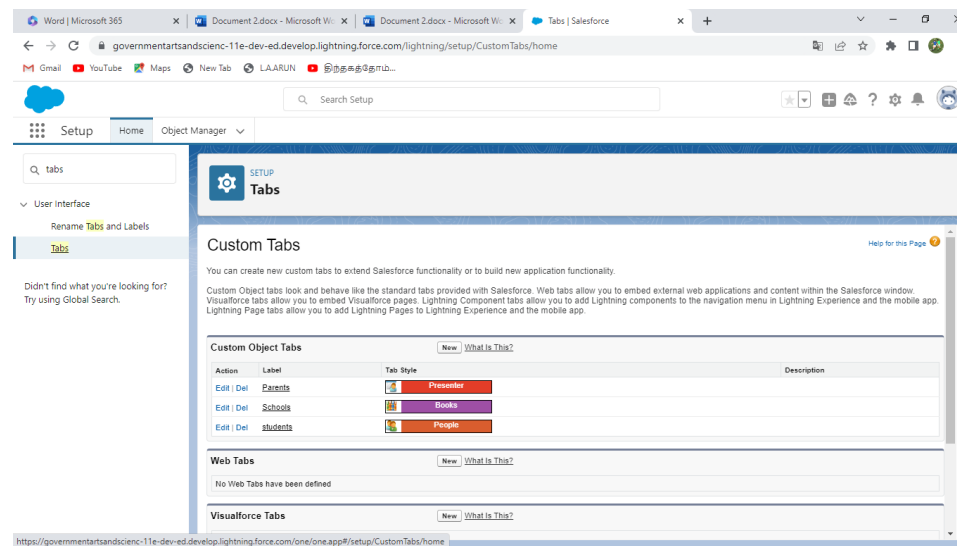 Word | Microsoft 365
Document 2.docx - Microsoft Wo
Document 2.docx - Microsoft Wo
Tabs | Salesforce
governmentartsandscienc-11e-dev-ed.develop.lightning.force.com/lightning/setup/CustomTabs/home
Gmail YouTube Maps New Tab L.A.ARUN இந்தகத்தோம்...
Search Setup
Setup Home Object Manager
tabs
User Interface
Rename Tabs and Labels
Tabs
Didn't find what you're looking for?
Try using Global Search.
SETUP
Tabs
Custom Tabs
Help for this Page
You can create new custom tabs to extend Salesforce functionality or to build new application functionality.
Custom Object tabs look and behave like the standard tabs provided with Salesforce. Web tabs allow you to embed external web applications and content within the Salesforce window.
Visualforce tabs allow you to embed Visualforce pages. Lightning Component tabs allow you to add Lightning components to the navigation menu in Lightning Experience and the mobile app.
Lightning Page tabs allow you to add Lightning Pages to Lightning Experience and the mobile app.
Custom Object Tabs New What Is This?
Action Label Tab Style Description
Edit | Del Parents Presenter
Edit | Del Schools Books
Edit | Del students People
Web Tabs New What Is This?
No Web Tabs have been defined
Visualforce Tabs New What Is This?
https://governmentartsandscienc-11e-dev-ed.develop.lightning.force.com/one/one.app#/setup/CustomTabs/home